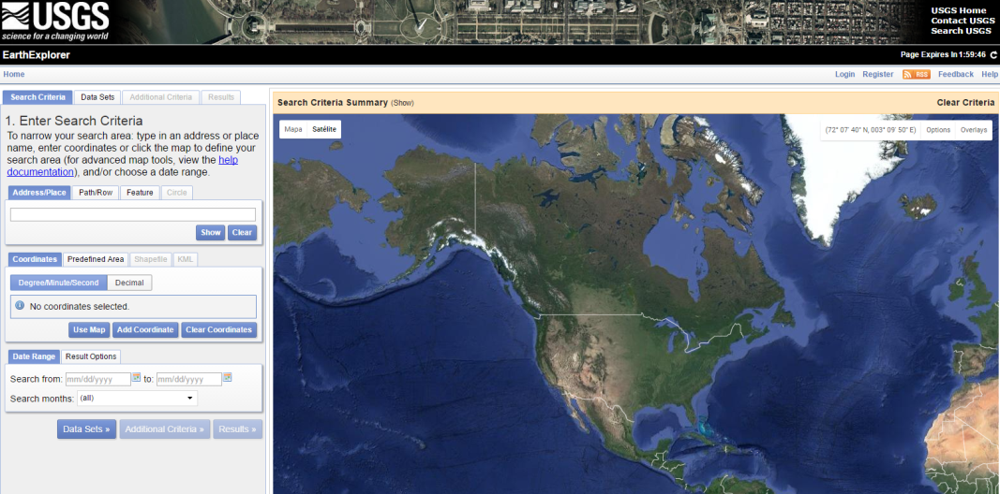 USGS
science for a changing world
USGS Home
Contact USGS
Search USGS
EarthExplorer
Page Expires In 1:59:46
Home
Login Register RSS Feedback Help
Search Criteria Data Sets Additional Criteria Results
1. Enter Search Criteria
To narrow your search area: type in an address or place
name, enter coordinates or click the map to define your
search area (for advanced map tools, view the help
documentation), and/or choose a date range.
Address/Place Path/Row Feature Circle
Show Clear
Coordinates Predefined Area Shapefile KML
Degree/Minute/Second Decimal
No coordinates selected.
Use Map Add Coordinate Clear Coordinates
Date Range Result Options
Search from: mm/dd/yyyy to: mm/dd/yyyy
Search months: (all)
Data Sets » Additional Criteria » Results »
Search Criteria Summary (Show) Clear Criteria
Mapa Satélite
(72° 07' 40" N, 003° 09' 50" E) Options Overlays